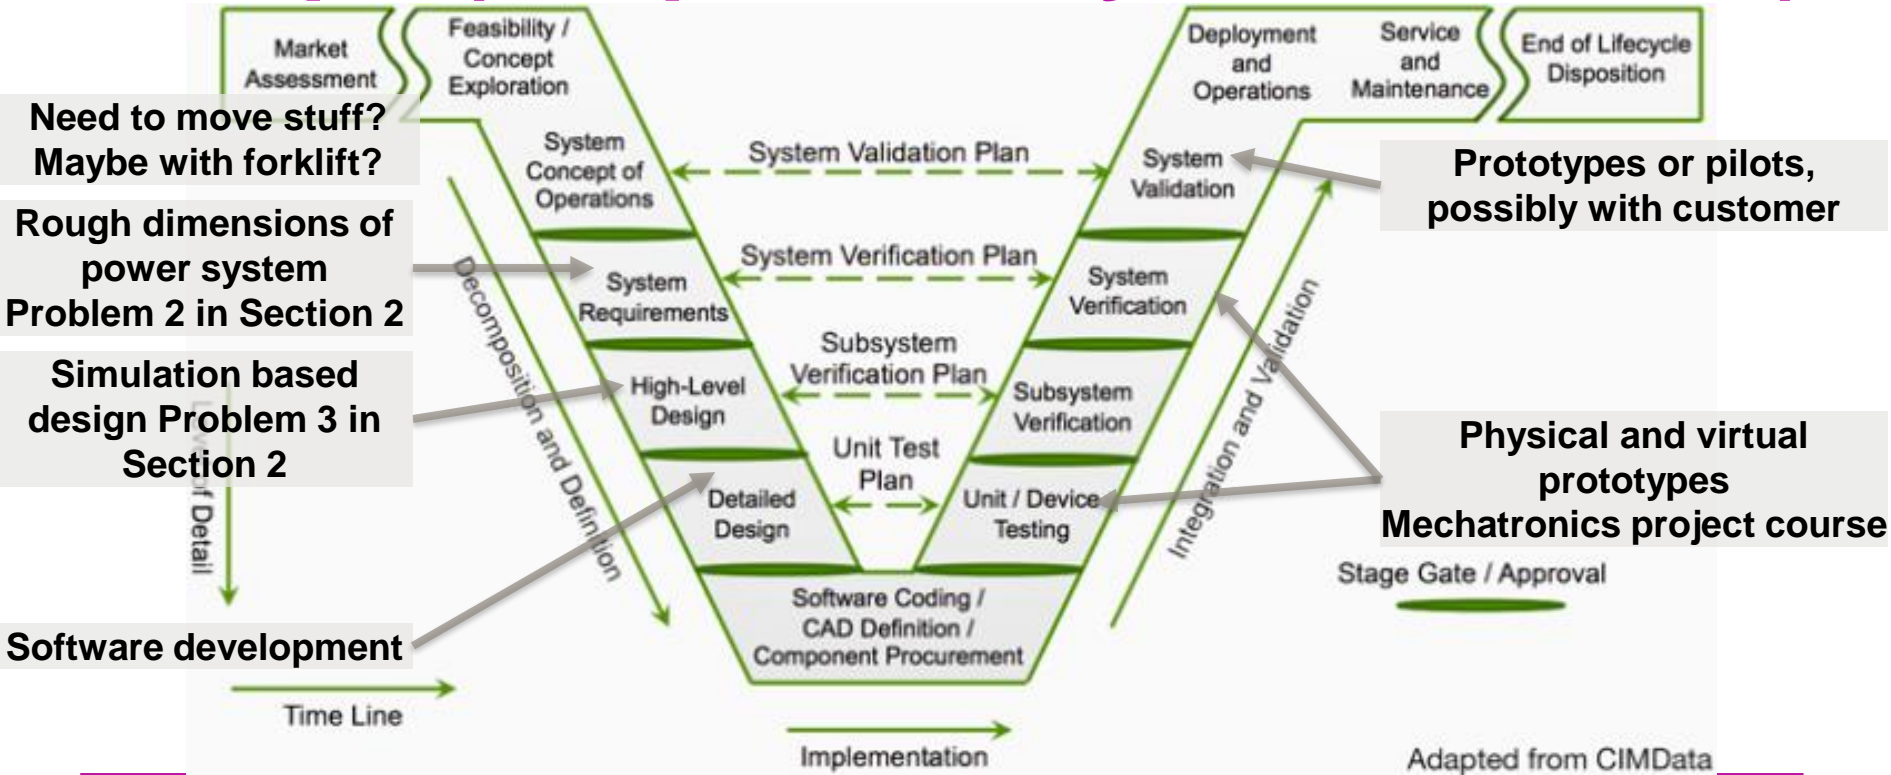 Market
Assessment
Feasibility /
Concept
Exploration
Deployment
and
Operations
Service
and
Maintenance
End of Lifecycle
Disposition
Need to move stuff?
Maybe with forklift?
System
Concept of
Operations
System Validation Plan
System
Validation
Prototypes or pilots,
possibly with customer
Rough dimensions of
power system
Problem 2 in Section 2
System
Requirements
System Verification Plan
System
Verification
Decomposition and Definition
Integration and Validation
Simulation based
design Problem 3 in
Section 2
High-Level
Design
Subsystem
Verification Plan
Subsystem
Verification
Physical and virtual
prototypes
Mechatronics project course
Level of Detail
Detailed
Design
Unit Test
Plan
Unit / Device
Testing
Stage Gate / Approval
Software development
Software Coding /
CAD Definition /
Component Procurement
Time Line
Implementation
Adapted from CIMData